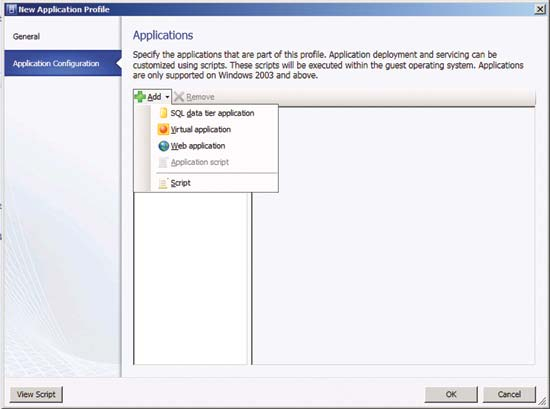 New Application Profile
General
Application Configuration
Applications
Specify the applications that are part of this profile. Application deployment and servicing can be
customized using scripts. These scripts will be executed within the guest operating system. Applications
are only supported on Windows 2003 and above.
Add Remove
SQL data tier application
Virtual application
Web application
Application script
Script
View Script OK Cancel